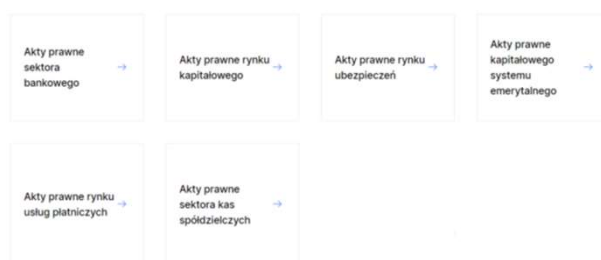 Akty prawne
sektora
bankowego
Akty prawne rynku
kapitałowego
Akty prawne rynku
ubezpieczeń
Akty prawne
kapitałowego
systemu
emerytalnego
Akty prawne rynku
usług płatniczych
Akty prawne
sektora kas
spółdzielczych